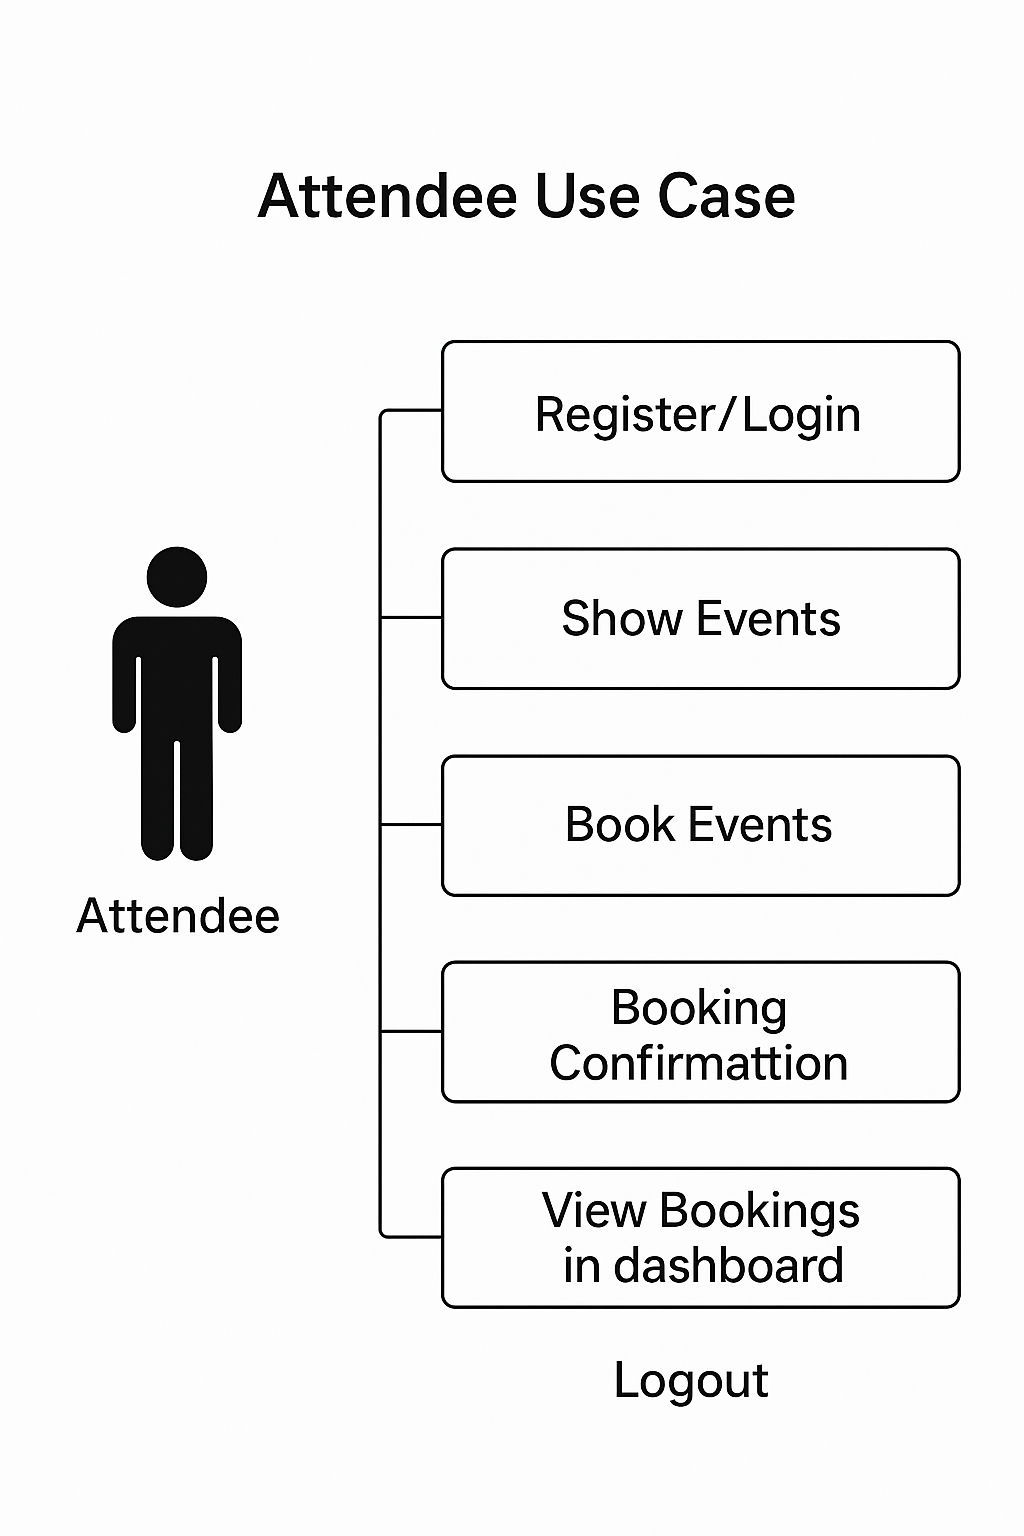 Attendee Use Case
Register/Login
Show Events
Book Events
Attendee
Booking
Confirmattion
View Bookings
in dashboard
Logout